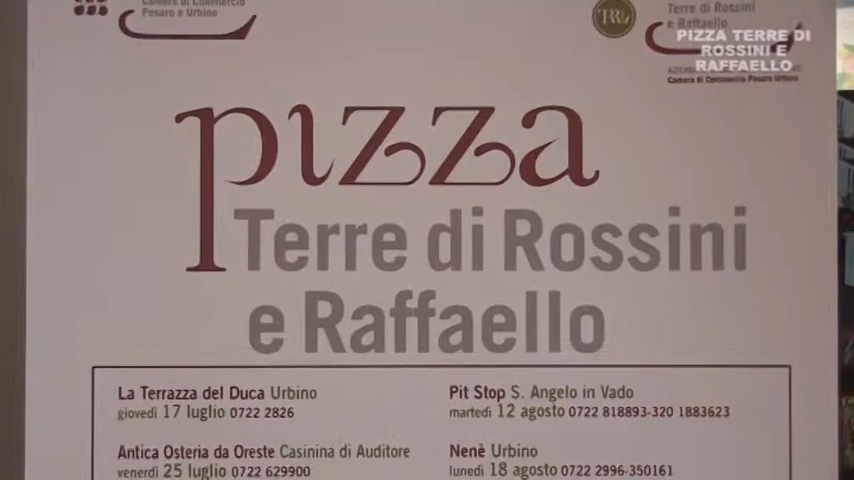 Camera di Commercio
Pesaro e Urbino
TRR
Terre di Rossini
e Raffaello
PIZZA TERRE DI
ROSSINI E
RAFFAELLO
Camera di Commercio Pesaro Urbino
pizza
Terre di Rossini
e Raffaello
La Terrazza del Duca Urbino
giovedì 17 luglio 0722 2826
Antica Osteria da Oreste Casinina di Auditore
venerdì 25 luglio 0722 629900
Pit Stop S. Angelo in Vado
martedì 12 agosto 0722 818893-320 1883623
Nenè Urbino
lunedì 18 agosto 0722 2996-350161